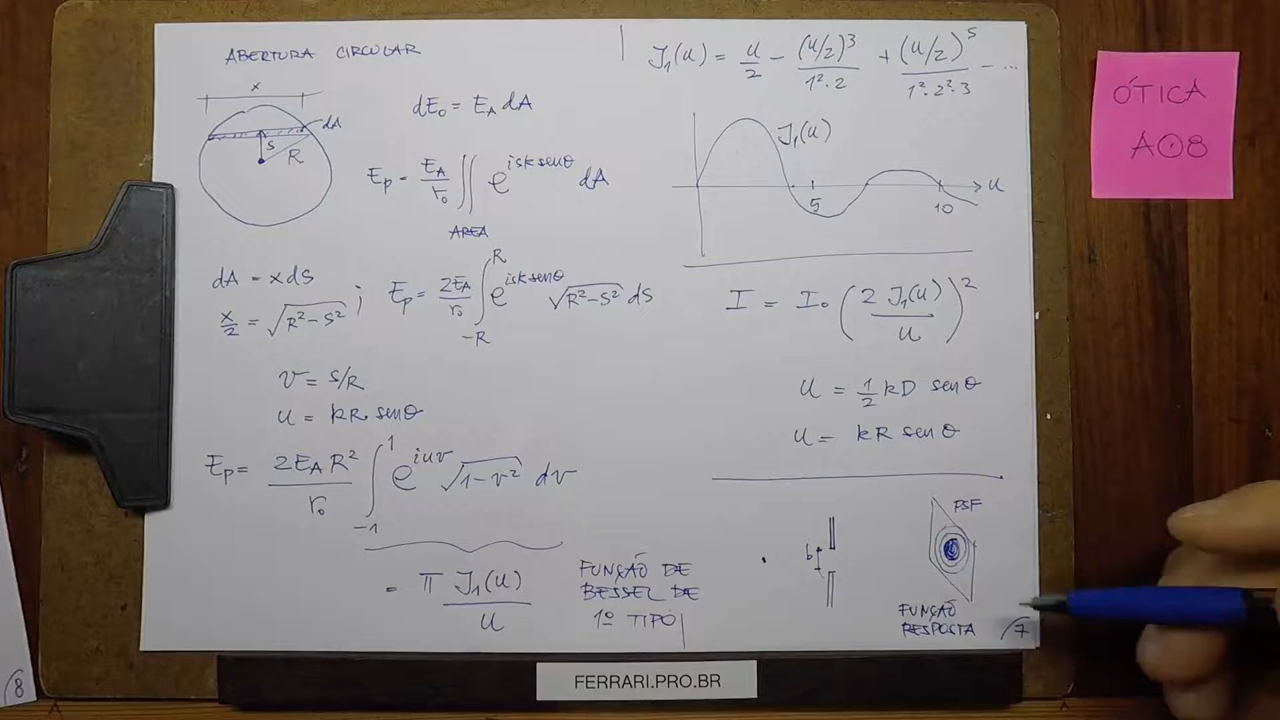 ABERTURA CIRCULAR
x
dA
S
R
dE₀ = E_A dA
E_P = E_A/r₀ ∬ e^{isk senθ} dA
AREA
dA = x dS
x/2 = √(R²-S²) ;
E_P = 2E_A/r₀ ∫_{-R}^{R} e^{isk senθ} √(R²-S²) dS
v = s/R
u = kR senθ
E_P = 2E_A R²/r₀ ∫_{-1}^{1} e^{iuv} √(1-v²) dv
= π J₁(u)/u
FUNÇÃO DE
BESSEL DE
1º TIPO
J₁(u) = u/2 - (u/2)³/(1²·2) + (u/2)⁵/(1²·2²·3) - ...
J₁(u)
u
5
10
I = I₀ (2 J₁(u)/u)²
u = 1/2 kD senθ
u = kR senθ
b
PSF
FUNÇÃO
RESPOSTA
7
ÓTICA
A08
8
FERRARI.PRO.BR